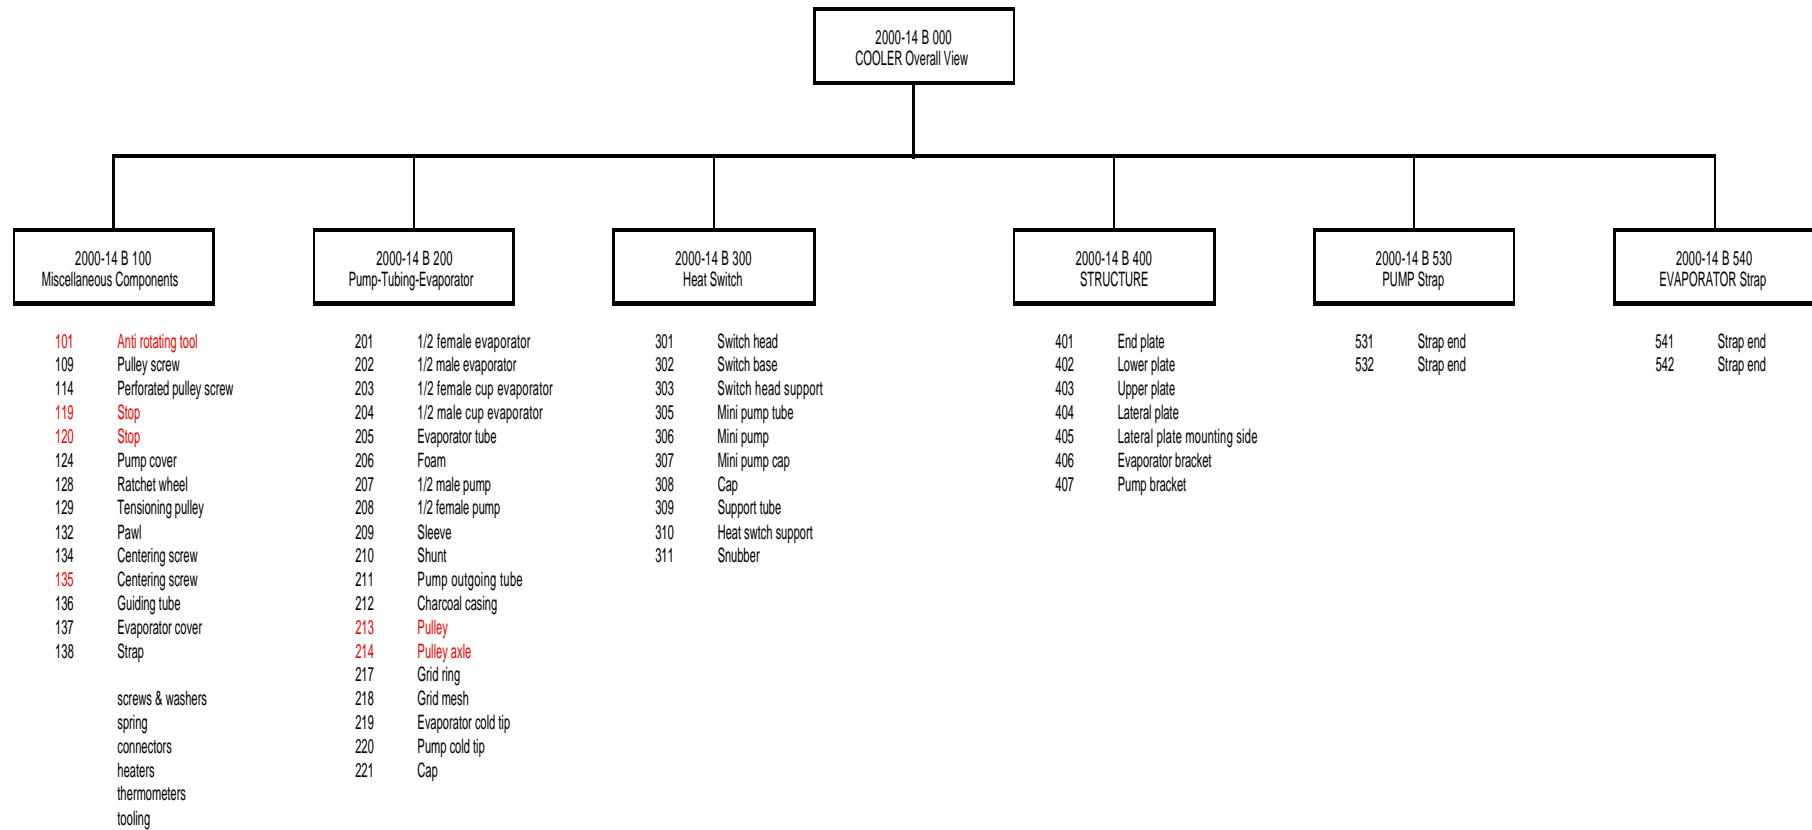 2000-14 B 000
COOLER Overall View
2000-14 B 100
Miscellaneous Components
101 Anti rotating tool
109 Pulley screw
114 Perforated pulley screw
119 Stop
120 Stop
124 Pump cover
128 Ratchet wheel
129 Tensioning pulley
132 Pawl
134 Centering screw
135 Centering screw
136 Guiding tube
137 Evaporator cover
138 Strap
screws & washers
spring
connectors
heaters
thermometers
tooling
2000-14 B 200
Pump-Tubing-Evaporator
201 1/2 female evaporator
202 1/2 male evaporator
203 1/2 female cup evaporator
204 1/2 male cup evaporator
205 Evaporator tube
206 Foam
207 1/2 male pump
208 1/2 female pump
209 Sleeve
210 Shunt
211 Pump outgoing tube
212 Charcoal casing
213 Pulley
214 Pulley axle
217 Grid ring
218 Grid mesh
219 Evaporator cold tip
220 Pump cold tip
221 Cap
2000-14 B 300
Heat Switch
301 Switch head
302 Switch base
303 Switch head support
305 Mini pump tube
306 Mini pump
307 Mini pump cap
308 Cap
309 Support tube
310 Heat swtch support
311 Snubber
2000-14 B 400
STRUCTURE
401 End plate
402 Lower plate
403 Upper plate
404 Lateral plate
405 Lateral plate mounting side
406 Evaporator bracket
407 Pump bracket
2000-14 B 530
PUMP Strap
531 Strap end
532 Strap end
2000-14 B 540
EVAPORATOR Strap
541 Strap end
542 Strap end